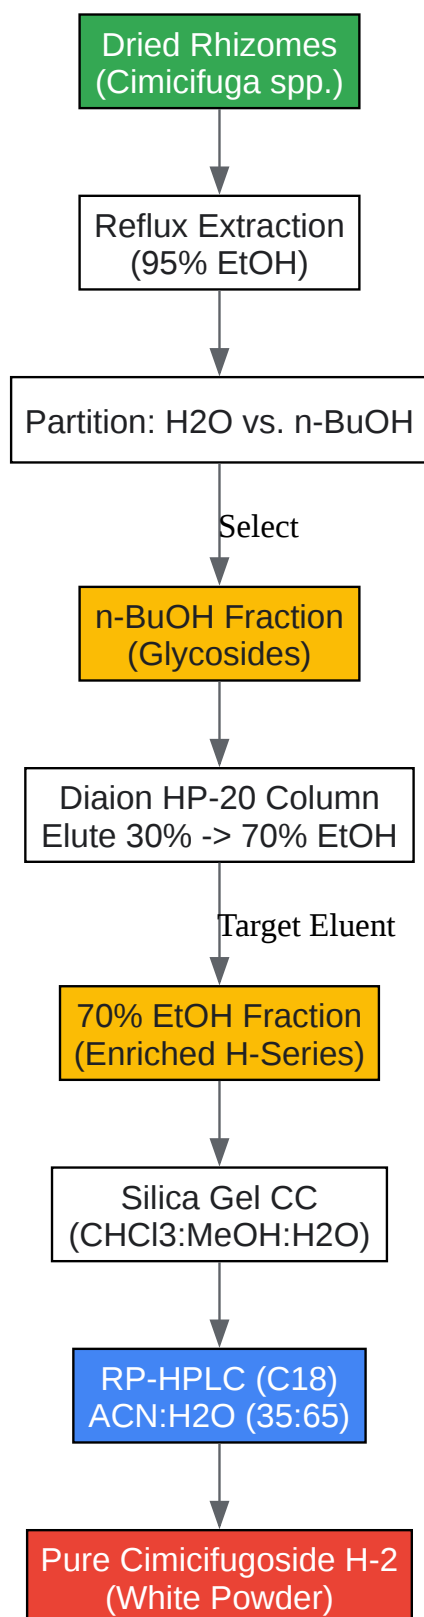 Dried Rhizomes
(Cimicifuga spp.)
Reflux Extraction
(95% EtOH)
Partition: H2O vs. n-BuOH
Select
n-BuOH Fraction
(Glycosides)
Diaion HP-20 Column
Elute 30% -> 70% EtOH
Target Eluent
70% EtOH Fraction
(Enriched H-Series)
Silica Gel CC
(CHCl3:MeOH:H2O)
RP-HPLC (C18)
ACN:H2O (35:65)
Pure Cimicifugoside H-2
(White Powder)